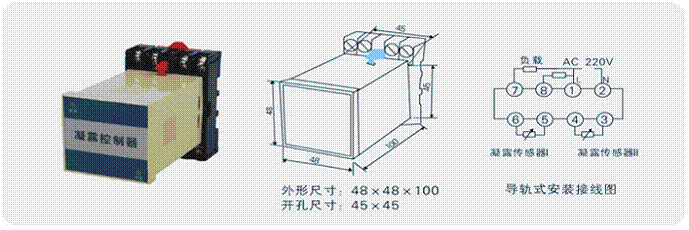 凝露控制器
45
48
45
48
100
外形尺寸：48×48×100
开孔尺寸：45×45
负载 AC 220V
L N
⑦ ⑧ ① ②
⑥ ⑤ ④ ③
凝露传感器I 凝露传感器II
导轨式安装接线图